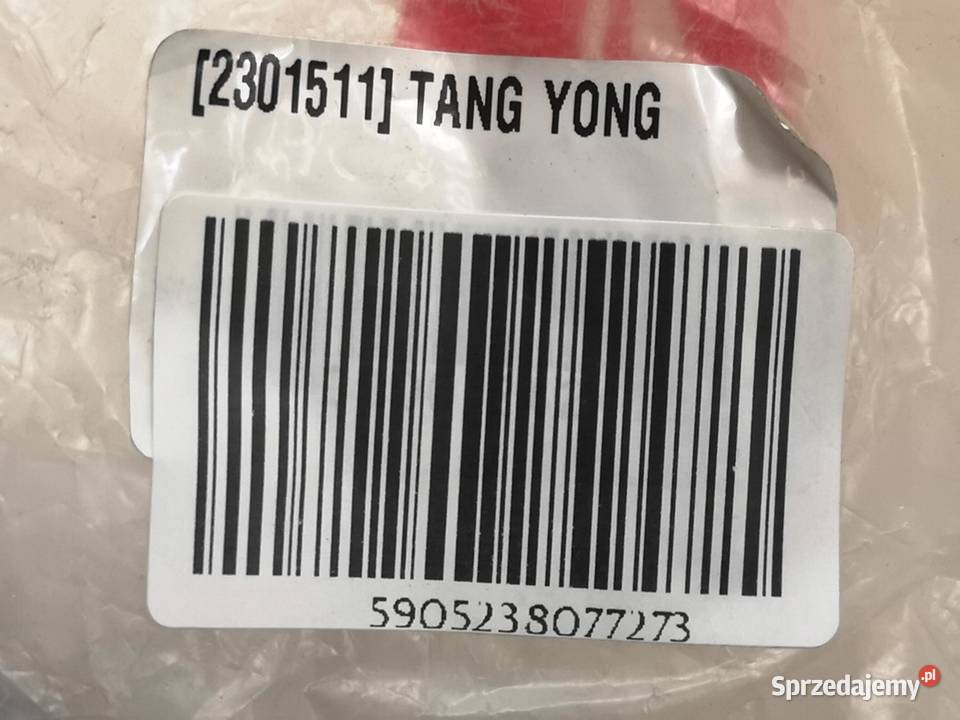 [2301511] TANG YONG
5905238077273
Sprzedajemy.pl